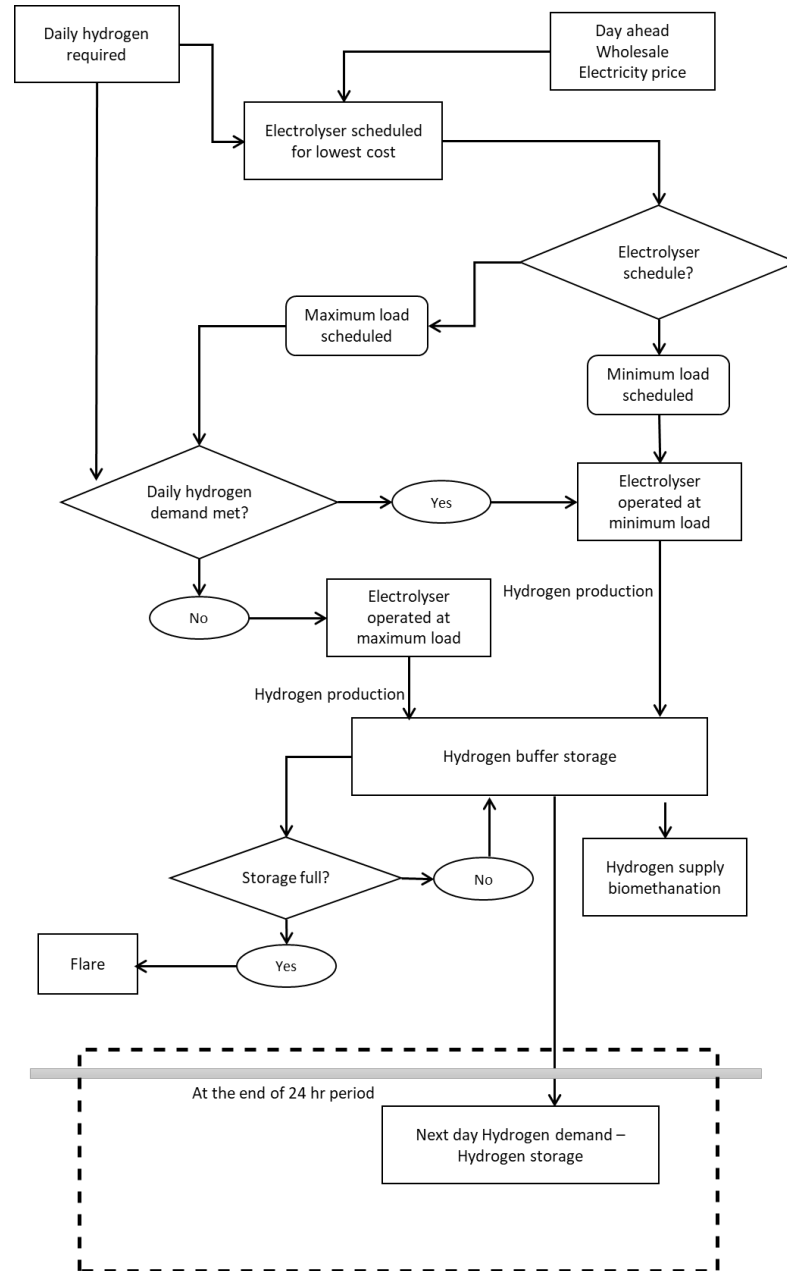 Daily hydrogen
required
Day ahead
Wholesale
Electricity price
Electrolyser scheduled
for lowest cost
Electrolyser
schedule?
Maximum load
scheduled
Minimum load
scheduled
Daily hydrogen
demand met?
Yes
Electrolyser
operated at
minimum load
No
Electrolyser
operated at
maximum load
Hydrogen production
Hydrogen production
Hydrogen buffer storage
Storage full?
No
Hydrogen supply
biomethanation
Flare
Yes
At the end of 24 hr period
Next day Hydrogen demand –
Hydrogen storage